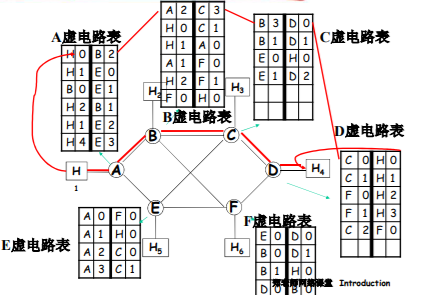 A虚电路表
H 0 B 2
H 1 E 0
B 0 E 1
H 2 B 1
H 1 E 2
H 4 E 3
A 2 C 3
H 0 C 1
H 1 A 0
A 1 F 0
H 2 F 1
F 0 H 0
B虚电路表
B 3 D 0
B 1 D 1
E 0 H 0
E 1 D 2
C虚电路表
D虚电路表
C 0 H 0
C 1 H 1
F 0 H 2
F 1 H 3
C 2 F 0
H2
H3
B
C
H 1
A
D
H4
E
F
H5
H6
E虚电路表
A 0 F 0
A 1
A 2 C 0
A 3 C 1
F虚电路表
E 0 D 0
B 0 D 1
B 1 H 0
D 0 B 0
Introduction